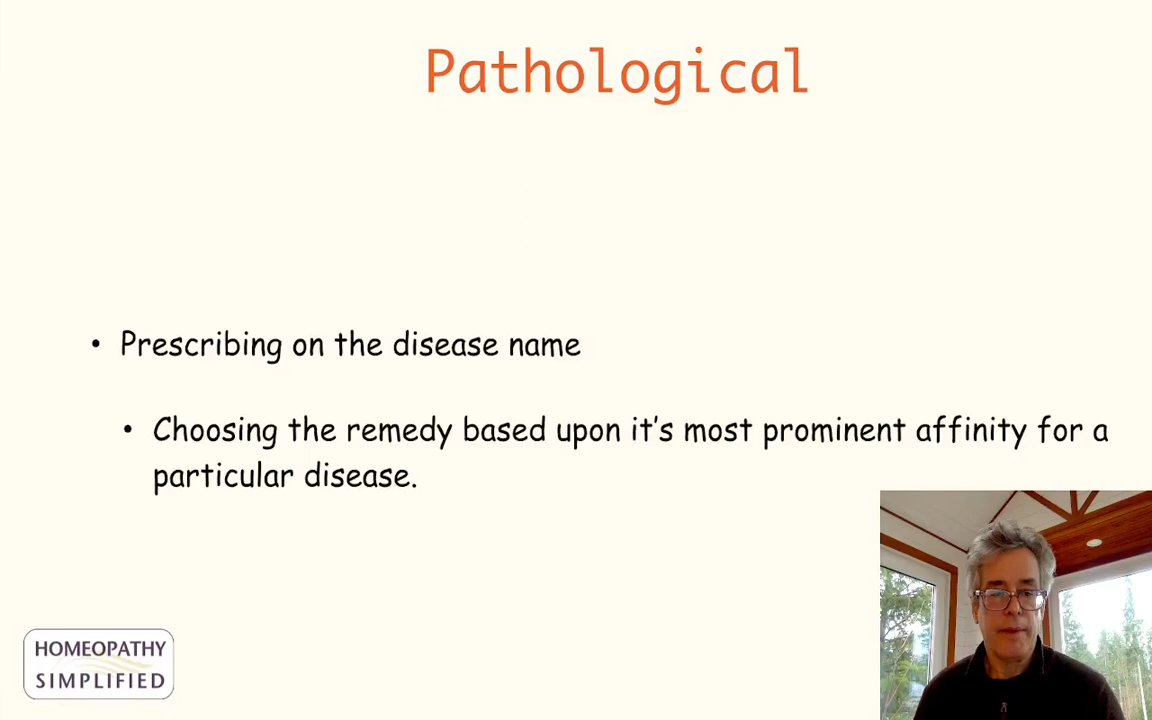 Pathological
• Prescribing on the disease name
• Choosing the remedy based upon it's most prominent affinity for a
particular disease.
HOMEOPATHY
SIMPLIFIED